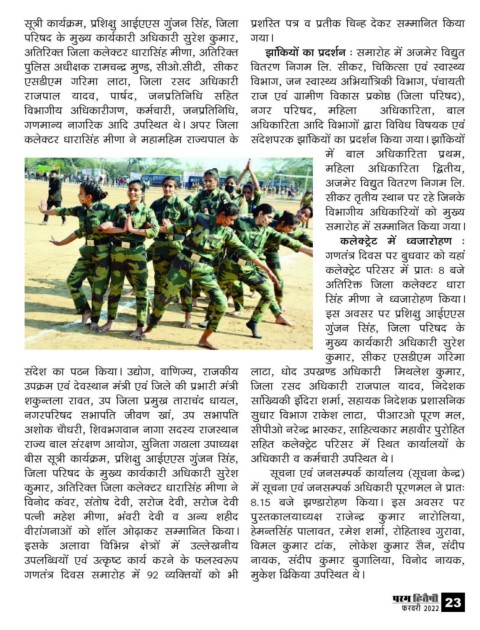 सूत्री कार्यक्रम, प्रशिक्षु आईएएस गुंजन सिंह, जिला
परिषद के मुख्य कार्यकारी अधिकारी सुरेश कुमार,
अतिरिक्त जिला कलेक्टर धारासिंह मीणा, अतिरिक्त
पुलिस अधीक्षक रामचन्द्र मुण्ड, सीओ.सीटी, सीकर
एसडीएम गरिमा लाटा, जिला रसद अधिकारी
राजपाल यादव, पार्षद, जनप्रतिनिधि सहित
विभागीय अधिकारीगण, कर्मचारी, जनप्रतिनिधि,
गणमान्य नागरिक आदि उपस्थित थे। अपर जिला
कलेक्टर धारासिंह मीणा ने महामहिम राज्यपाल के
संदेश का पठन किया। उद्योग, वाणिज्य, राजकीय
उपक्रम एवं देवस्थान मंत्री एवं जिले की प्रभारी मंत्री
शकुन्तला रावत, उप जिला प्रमुख ताराचंद धायल,
नगरपरिषद सभापति जीवण खां, उप सभापति
अशोक चौधरी, शिवभगवान नागा सदस्य राजस्थान
राज्य बाल संरक्षण आयोग, सुनिता गठाला उपाध्यक्ष
बीस सूत्री कार्यक्रम, प्रशिक्षु आईएएस गुंजन सिंह,
जिला परिषद के मुख्य कार्यकारी अधिकारी सुरेश
कुमार, अतिरिक्त जिला कलेक्टर धारासिंह मीणा ने
विनोद कंवर, संतोष देवी, सरोज देवी, सरोज देवी
पत्नी महेश मीणा, भंवरी देवी व अन्य शहीद
वीरांगनाओं को शॉल ओढ़ाकर सम्मानित किया।
इसके अलावा विभिन्न क्षेत्रों में उल्लेखनीय
उपलब्धियों एवं उत्कृष्ट कार्य करने के फलस्वरूप
गणतंत्र दिवस समारोह में 92 व्यक्तियों को भी
प्रशस्ति पत्र व प्रतीक चिन्ह देकर सम्मानित किया
गया।
झांकियों का प्रदर्शन : समारोह में अजमेर विद्युत
वितरण निगम लि. सीकर, चिकित्सा एवं स्वास्थ्य
विभाग, जन स्वास्थ्य अभियांत्रिकी विभाग, पंचायती
राज एवं ग्रामीण विकास प्रकोष्ठ (जिला परिषद),
नगर परिषद, महिला अधिकारिता, बाल
अधिकारिता आदि विभागों द्वारा विविध विषयक एवं
संदेशपरक झांकियों का प्रदर्शन किया गया। झांकियों
में बाल अधिकारिता प्रथम,
महिला अधिकारिता द्वितीय,
अजमेर विद्युत वितरण निगम लि.
सीकर तृतीय स्थान पर रहे जिनके
विभागीय अधिकारियों को मुख्य
समारोह में सम्मानित किया गया।
कलेक्ट्रेट में ध्वजारोहण :
गणतंत्र दिवस पर बुधवार को यहां
कलेक्ट्रेट परिसर में प्रातः 8 बजे
अतिरिक्त जिला कलेक्टर धारा
सिंह मीणा ने ध्वजारोहण किया।
इस अवसर पर प्रशिक्षु आईएएस
गुंजन सिंह, जिला परिषद के
मुख्य कार्यकारी अधिकारी सुरेश
कुमार, सीकर एसडीएम गरिमा
लाटा, धोद उपखण्ड अधिकारी मिथलेश कुमार,
जिला रसद अधिकारी राजपाल यादव, निदेशक
सांख्यिकी इंदिरा शर्मा, सहायक निदेशक प्रशासनिक
सुधार विभाग राकेश लाटा, पीआरओ पूरण मल,
सीपीओ नरेन्द्र भास्कर, साहित्यकार महावीर पुरोहित
सहित कलेक्ट्रेट परिसर में स्थित कार्यालयों के
अधिकारी व कर्मचारी उपस्थित थे।
सूचना एवं जनसम्पर्क कार्यालय (सूचना केन्द्र)
में सूचना एवं जनसम्पर्क अधिकारी पूरणमल ने प्रातः
8.15 बजे झण्डारोहण किया। इस अवसर पर
पुस्तकालयाध्यक्ष राजेन्द्र कुमार नारोलिया,
हेमन्तसिंह पालावत, रमेश शर्मा, रोहिताश्व गुरावा,
विमल कुमार टांक, लोकेश कुमार सैन, संदीप
नायक, संदीप कुमार बुगालिया, विनोद नायक,
मुकेश ढिकिया उपस्थित थे।
परम हितैषी
फरवरी 2022
23